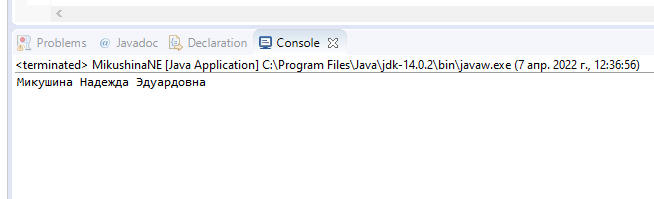 Problems @ Javadoc Declaration Console
<terminated> MikushinaNE [Java Application] C:\Program Files\Java\jdk-14.0.2\bin\javaw.exe (7 апр. 2022 г., 12:36:56)
Микушина Надежда Эдуардовна